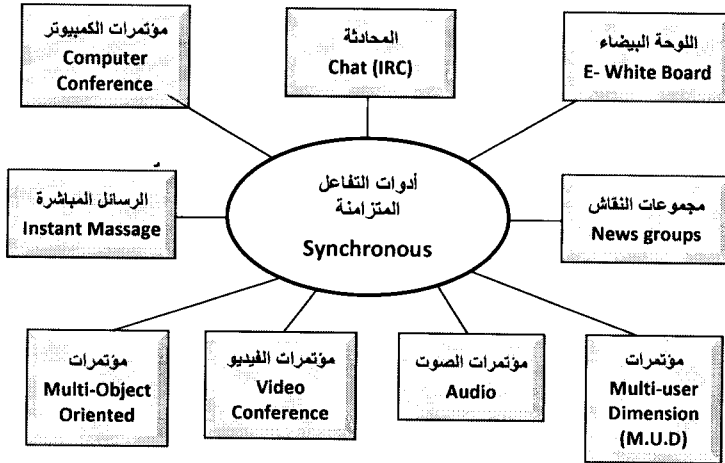 مؤتمرات الكمبيوتر
Computer
Conference
المحادثة
Chat (IRC)
اللوحة البيضاء
E- White Board
أدوات التفاعل
المتزامنة
Synchronous
الرسائل المباشرة
Instant Massage
مجموعات النقاش
News groups
مؤتمرات
Multi-Object
Oriented
مؤتمرات الفيديو
Video
Conference
مؤتمرات الصوت
Audio
مؤتمرات
Multi-user
Dimension
(M.U.D)